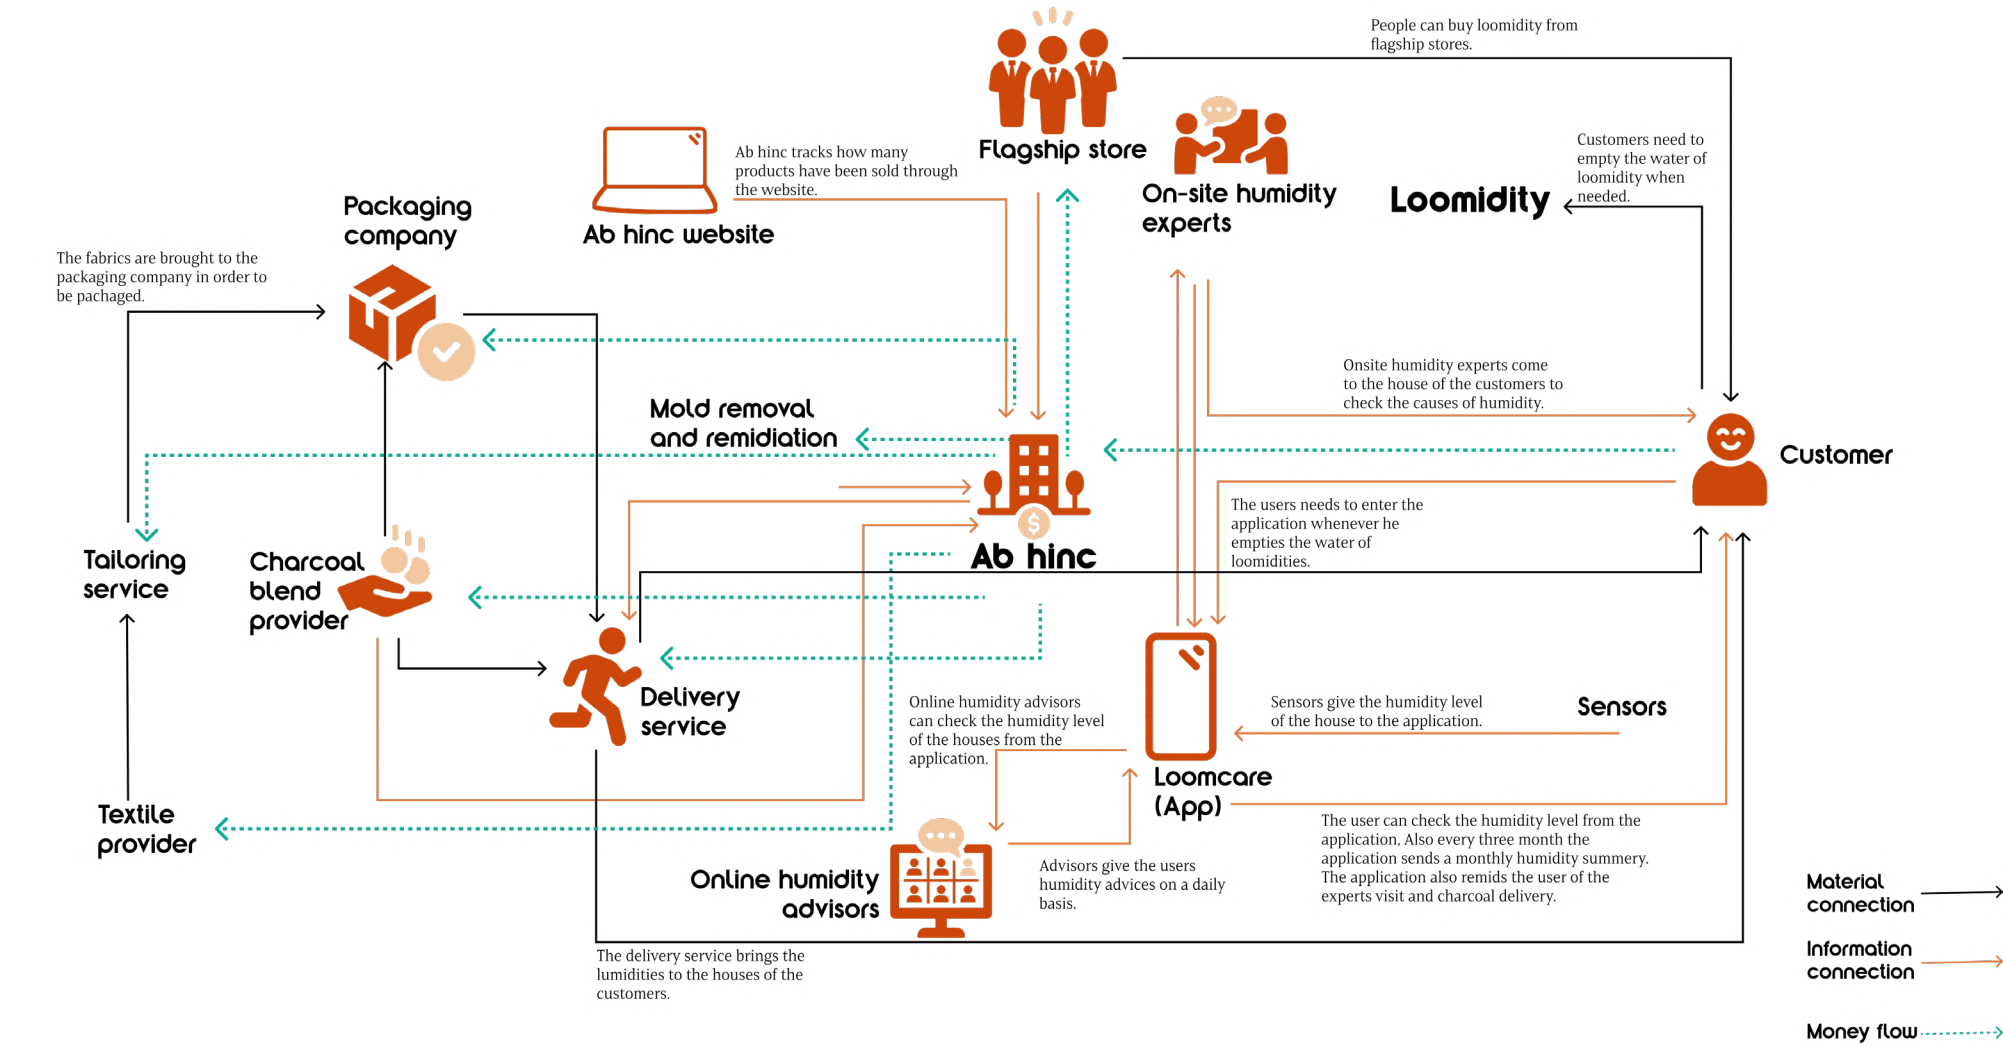 People can buy loomidity from
flagship stores.
Flagship store
Customers need to
empty the water of
loomidity when
needed.
Ab hinc tracks how many
products have been sold through
the website.
On-site humidity
experts
Loomidity
Packaging
company
Ab hinc website
The fabrics are brought to the
packaging company in order to
be pachaged.
Onsite humidity experts come
to the house of the customers to
check the causes of humidity.
Mold removal
and remidiation
Customer
The users needs to enter the
application whenever he
empties the water of
loomidities.
$
Ab hinc
Tailoring
service
Charcoal
blend
provider
Delivery
service
Online humidity advisors
can check the humidity level
of the houses from the
application.
Sensors give the humidity level
of the house to the application.
Sensors
Loomcare
(App)
Textile
provider
The user can check the humidity level from the
application, Also every three month the
application sends a monthly humidity summery.
The application also remids the user of the
experts visit and charcoal delivery.
Online humidity
advisors
Advisors give the users
humidity advices on a daily
basis.
The delivery service brings the
lumidities to the houses of the
customers.
Material
connection
Information
connection
Money flow